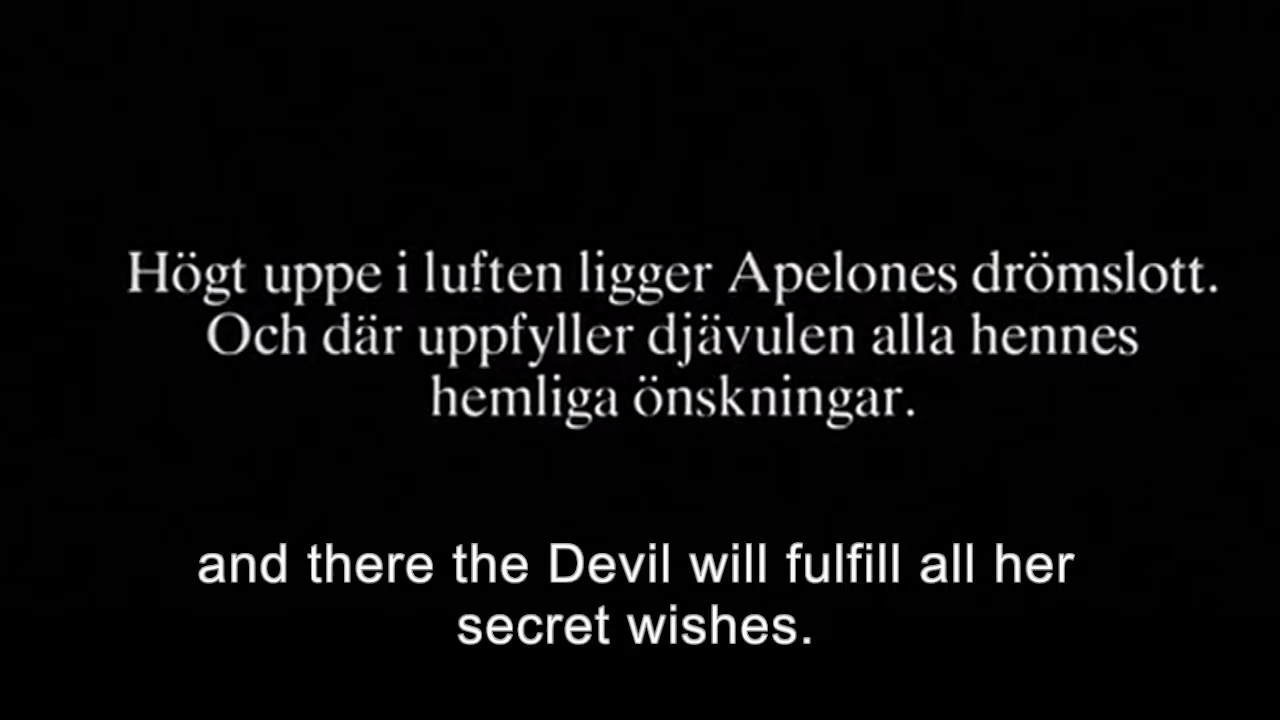 Högt uppe i luften ligger Apelones drömslott.
Och där uppfyller djävulen alla hennes
hemliga önskningar.
and there the Devil will fulfill all her
secret wishes.